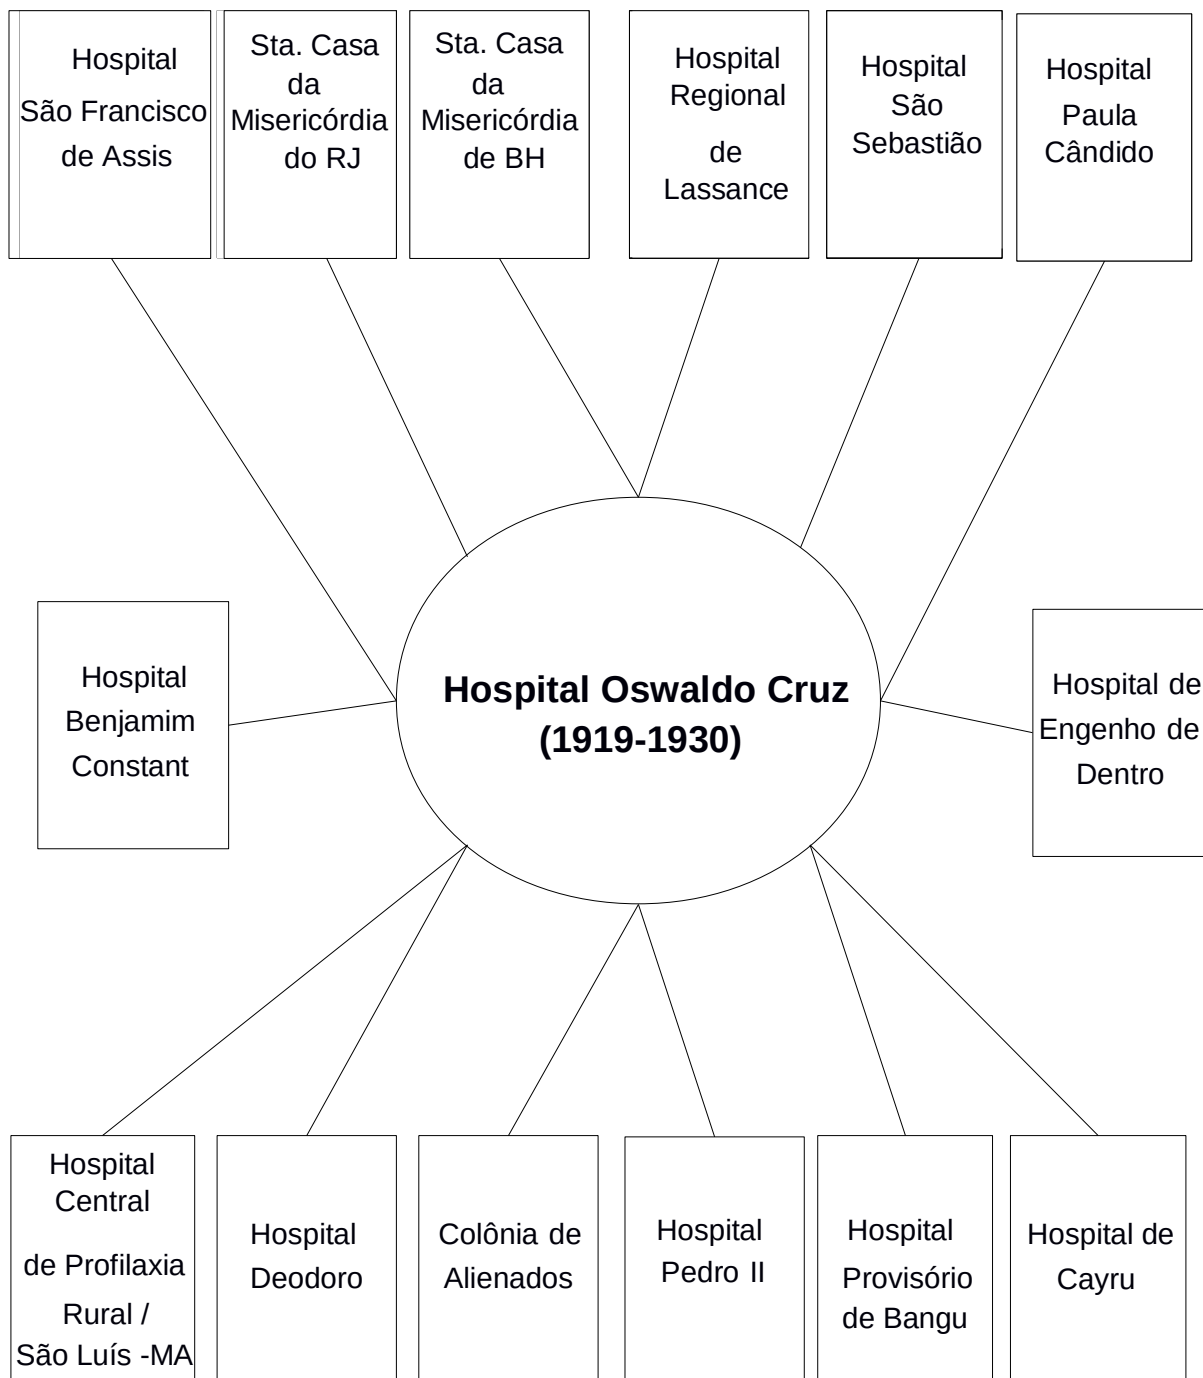 Hospital
São Francisco
de Assis
Sta. Casa
da
Misericórdia
do RJ
Sta. Casa
da
Misericórdia
de BH
Hospital
Regional
de
Lassance
Hospital
São
Sebastião
Hospital
Paula
Cândido
Hospital
Benjamim
Constant
Hospital Oswaldo Cruz
(1919-1930)
Hospital de
Engenho de
Dentro
Hospital
Central
de Profilaxia
Rural /
São Luís -MA
Hospital
Deodoro
Colônia de
Alienados
Hospital
Pedro II
Hospital
Provisório
de Bangu
Hospital de
Cayru